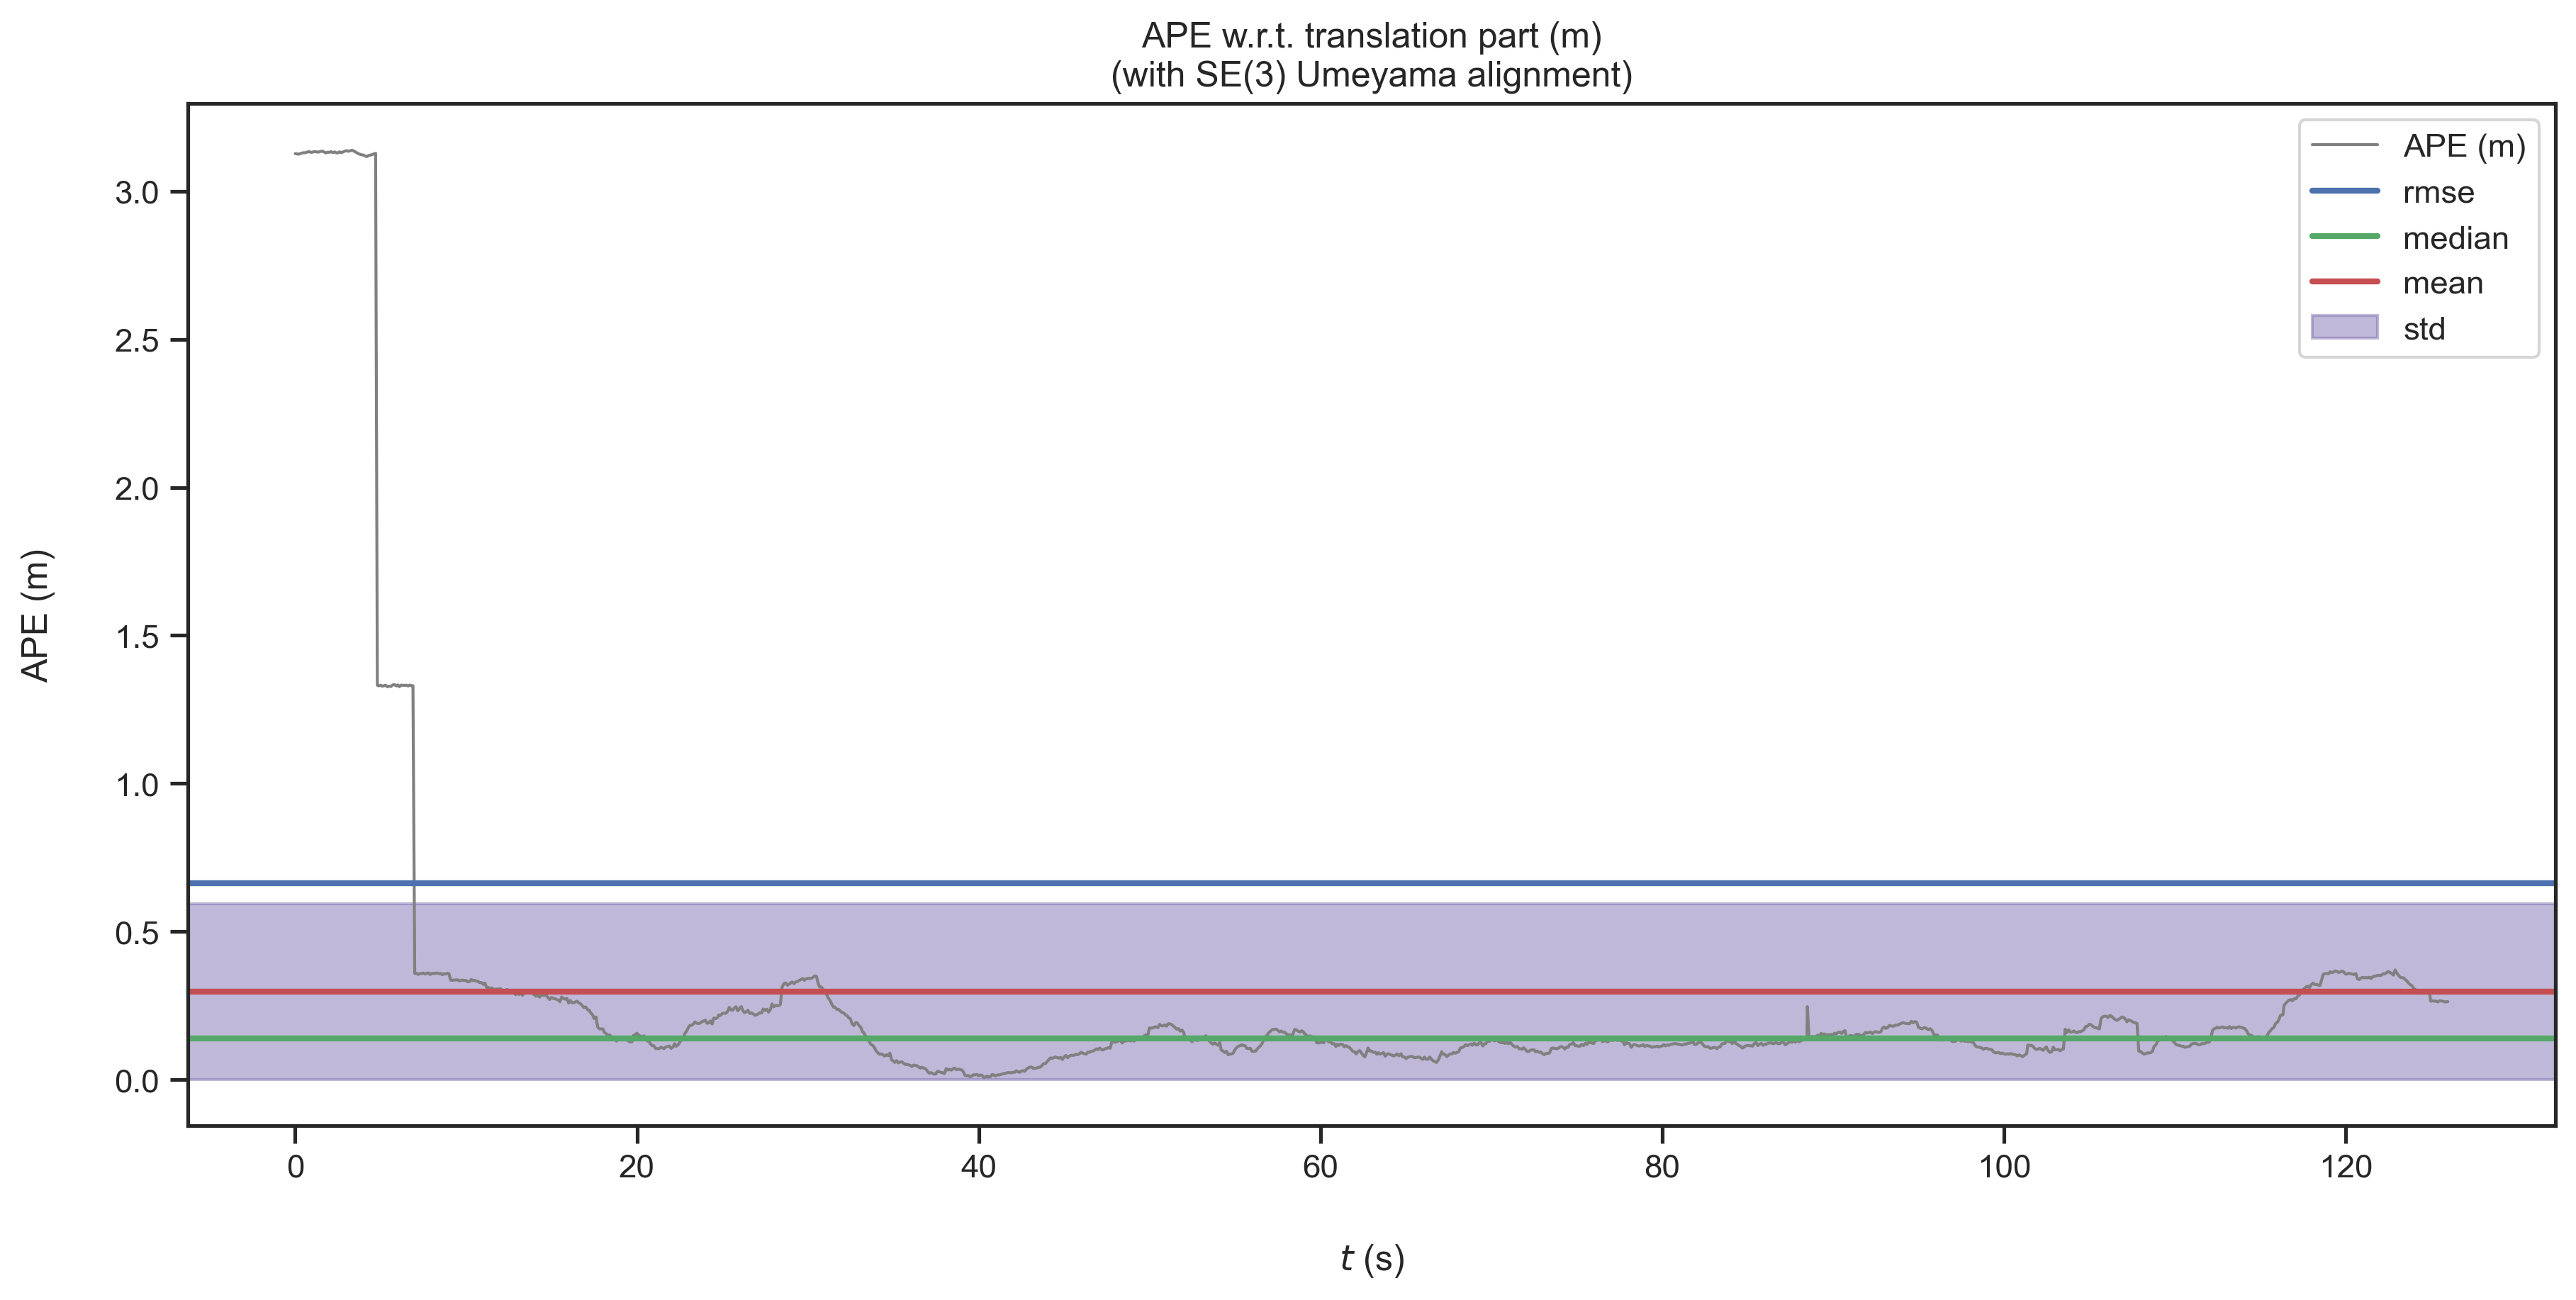 APE w.r.t. translation part (m)
(with SE(3) Umeyama alignment)
APE (m)
rmse
median
mean
std
3.0
2.5
2.0
1.5
1.0
0.5
0.0
APE (m)
0 20 40 60 80 100 120
t (s)